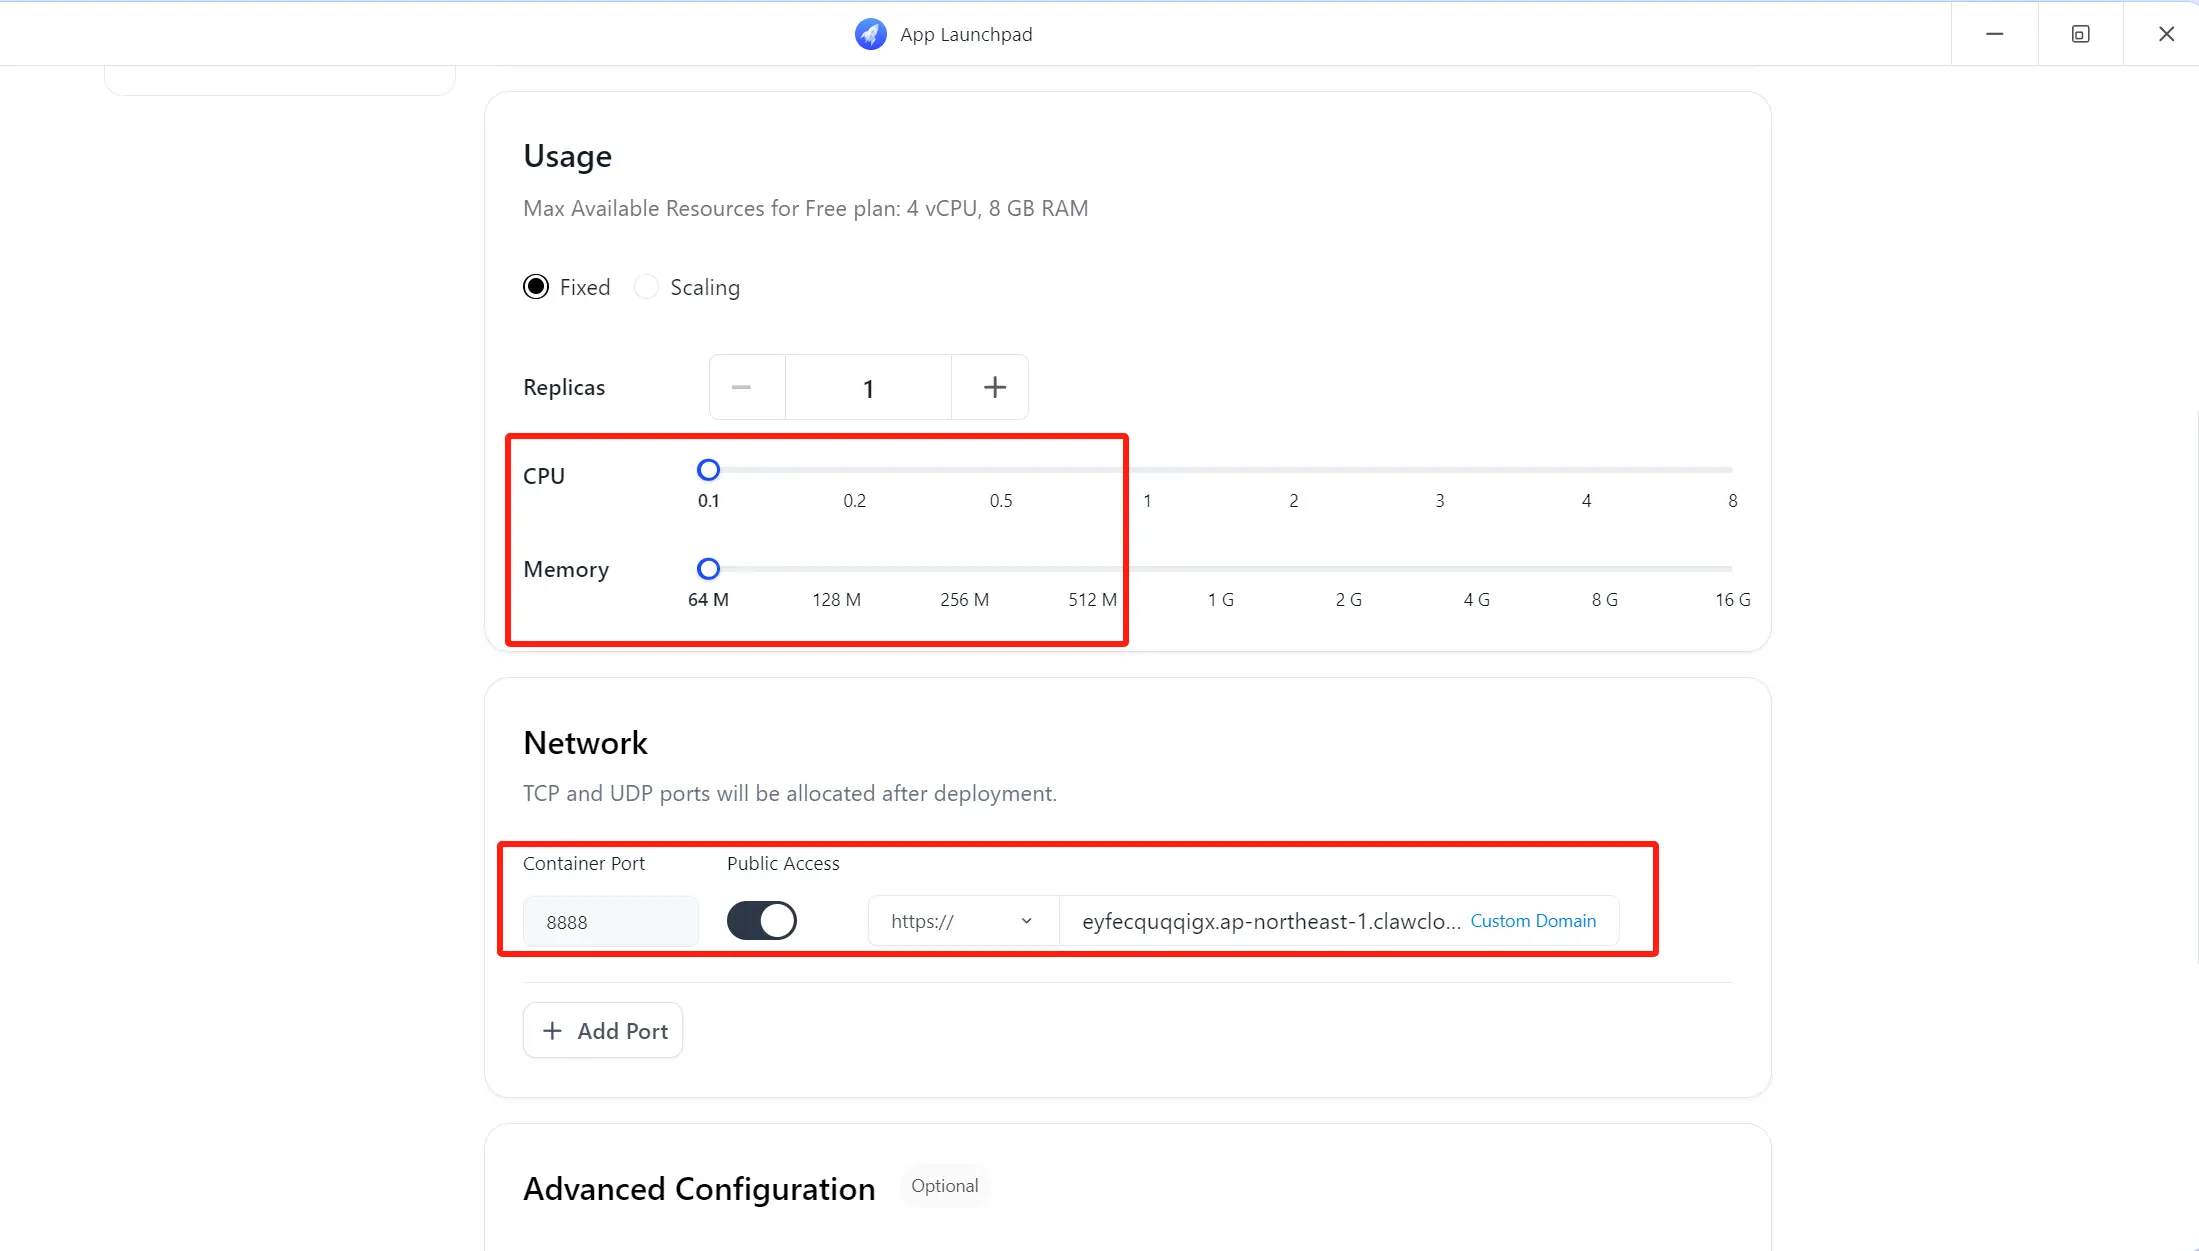 App Launchpad
Usage
Max Available Resources for Free plan: 4 vCPU, 8 GB RAM
Fixed Scaling
Replicas 1
CPU
0.1 0.2 0.5 1 2 3 4 8
Memory
64 M 128 M 256 M 512 M 1 G 2 G 4 G 8 G 16 G
Network
TCP and UDP ports will be allocated after deployment.
Container Port Public Access
8888 https:// eyfecquqqigx.ap-northeast-1.clawclo... Custom Domain
+ Add Port
Advanced Configuration Optional